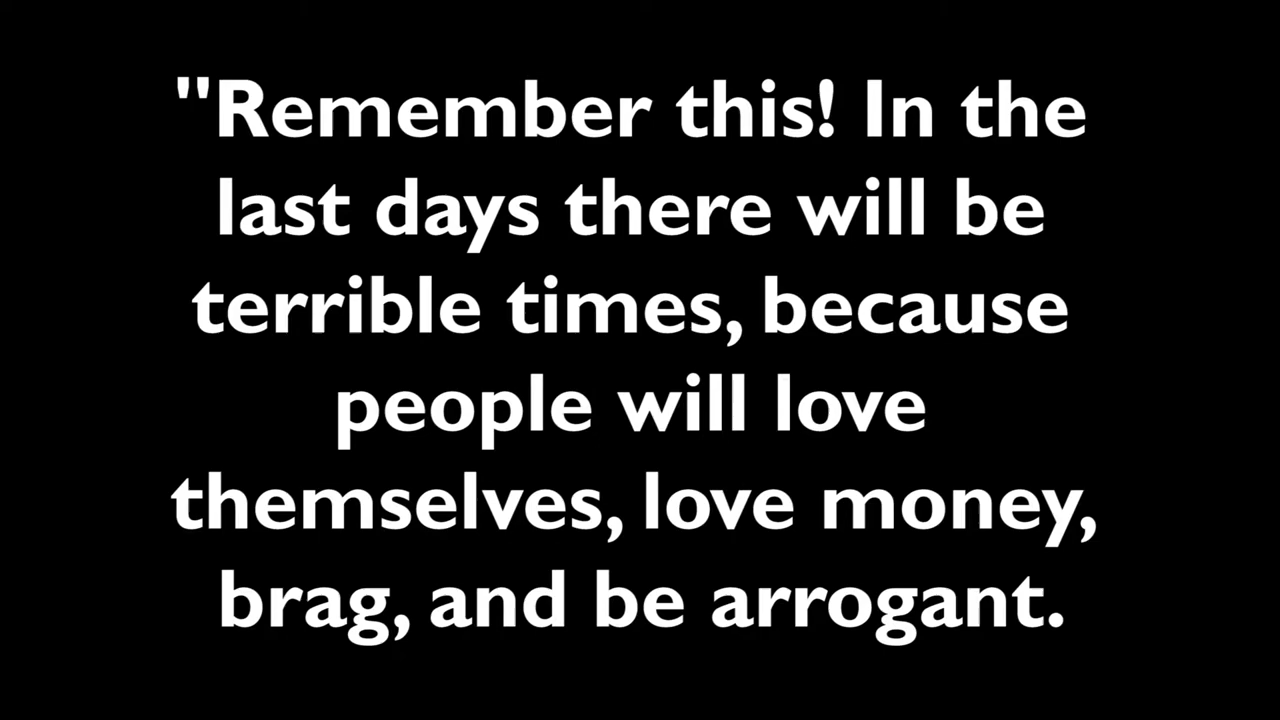 "Remember this! In the
last days there will be
terrible times, because
people will love
themselves, love money,
brag, and be arrogant.